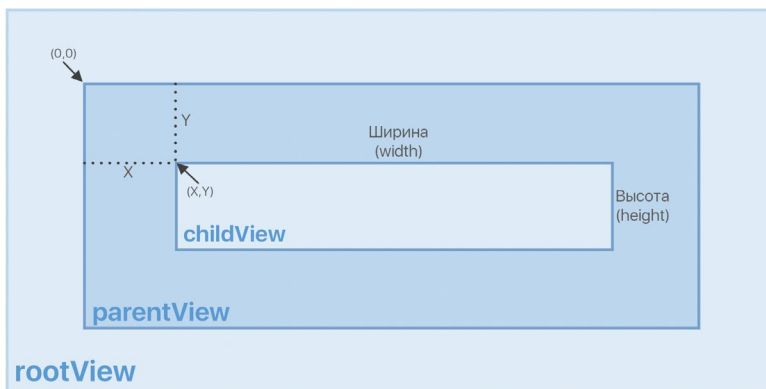 (0,0)
Y
Ширина
(width)
X
(X,Y)
Высота
(height)
childView
parentView
rootView